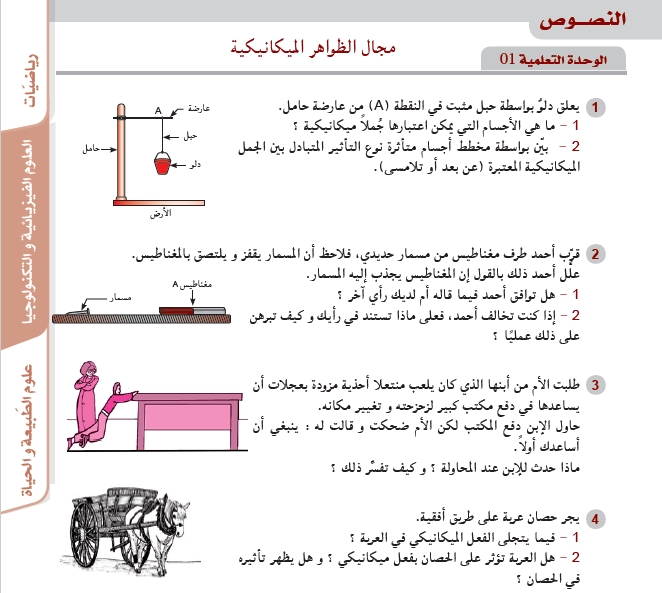 النصـوص
مجال الظواهر الميكانيكية
الوحدة التعلمية 01
رياضيّات
العلوم الفيزيائية و التكنولوجيا
علوم الطّبيعة و الحياة
1 يعلق دلوٌ بواسطة حبل مثبت في النقطة (A) من عارضة حامل.
1 – ما هي الأجسام التي يمكن اعتبارها جُملاً ميكانيكية ؟
2 – بيّن بواسطة مخطط أجسام متأثرة نوع التأثير المتبادل بين الجمل
الميكانيكية المعتبرة (عن بعد أو تلامسى).
A
عارضة
حبل
حامل
دلو
الأرض
2 قرّب أحمد طرف مغناطيس من مسمار حديدي، فلاحظ أن المسمار يقفز و يلتصق بالمغناطيس.
علّل أحمد ذلك بالقول إن المغناطيس يجذب إليه المسمار.
1 – هل توافق أحمد فيما قاله أم لديك رأي آخر ؟
2 – إذا كنت تخالف أحمد، فعلى ماذا تستند في رأيك و كيف تبرهن
على ذلك عمليًا ؟
مغناطيس A
مسمار
3 طلبت الأم من أبنها الذي كان يلعب منتعلا أحذية مزودة بعجلات أن
يساعدها في دفع مكتب كبير لزحزحته و تغيير مكانه.
حاول الإبن دفع المكتب لكن الأم ضحكت و قالت له : ينبغي أن
أساعدك أولاً.
ماذا حدث للإبن عند المحاولة ؟ و كيف تفسِّر ذلك ؟
4 يجر حصان عربة على طريق أفقية.
1 – فيما يتجلى الفعل الميكانيكي في العربة ؟
2 – هل العربة تؤثر على الحصان بفعل ميكانيكي ؟ و هل يظهر تأثيره
في الحصان ؟